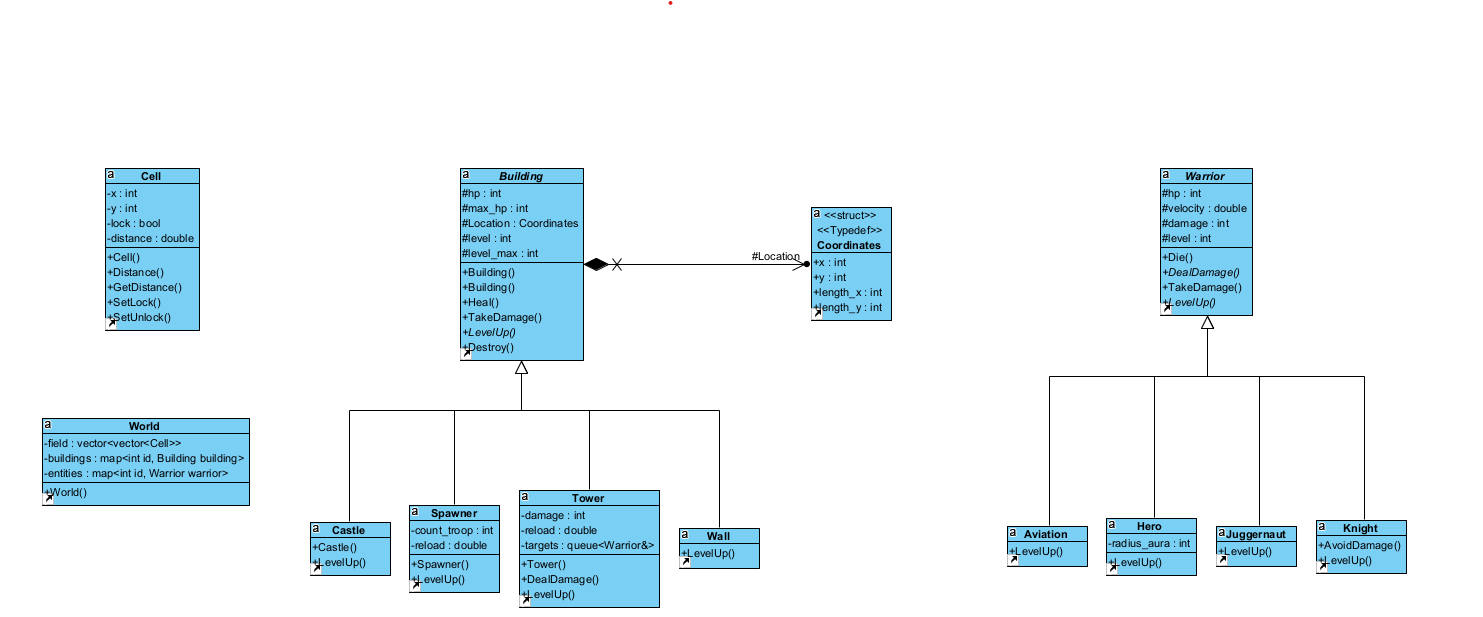 a Cell
-x : int
-y : int
-lock : bool
-distance : double
+Cell()
+Distance()
+GetDistance()
+SetLock()
+SetUnlock()
a Building
#hp : int
#max_hp : int
#Location : Coordinates
#level : int
#level_max : int
+Building()
+Building()
+Heal()
+TakeDamage()
+LevelUp()
+Destroy()
#Location
a <<struct>>
<<Typedef>>
Coordinates
+x : int
+y : int
+length_x : int
+length_y : int
a Warrior
#hp : int
#velocity : double
#damage : int
#level : int
+Die()
+DealDamage()
+TakeDamage()
+LevelUp()
a World
-field : vector<vector<Cell>>
-buildings : map<int id, Building building>
-entities : map<int id, Warrior warrior>
+World()
a Castle
+Castle()
+LevelUp()
a Spawner
-count_troop : int
-reload : double
+Spawner()
+LevelUp()
a Tower
-damage : int
-reload : double
-targets : queue<Warrior&>
+Tower()
+DealDamage()
+LevelUp()
a Wall
+LevelUp()
a Aviation
+LevelUp()
a Hero
-radius_aura : int
+LevelUp()
a Juggernaut
+LevelUp()
a Knight
+AvoidDamage()
+LevelUp()